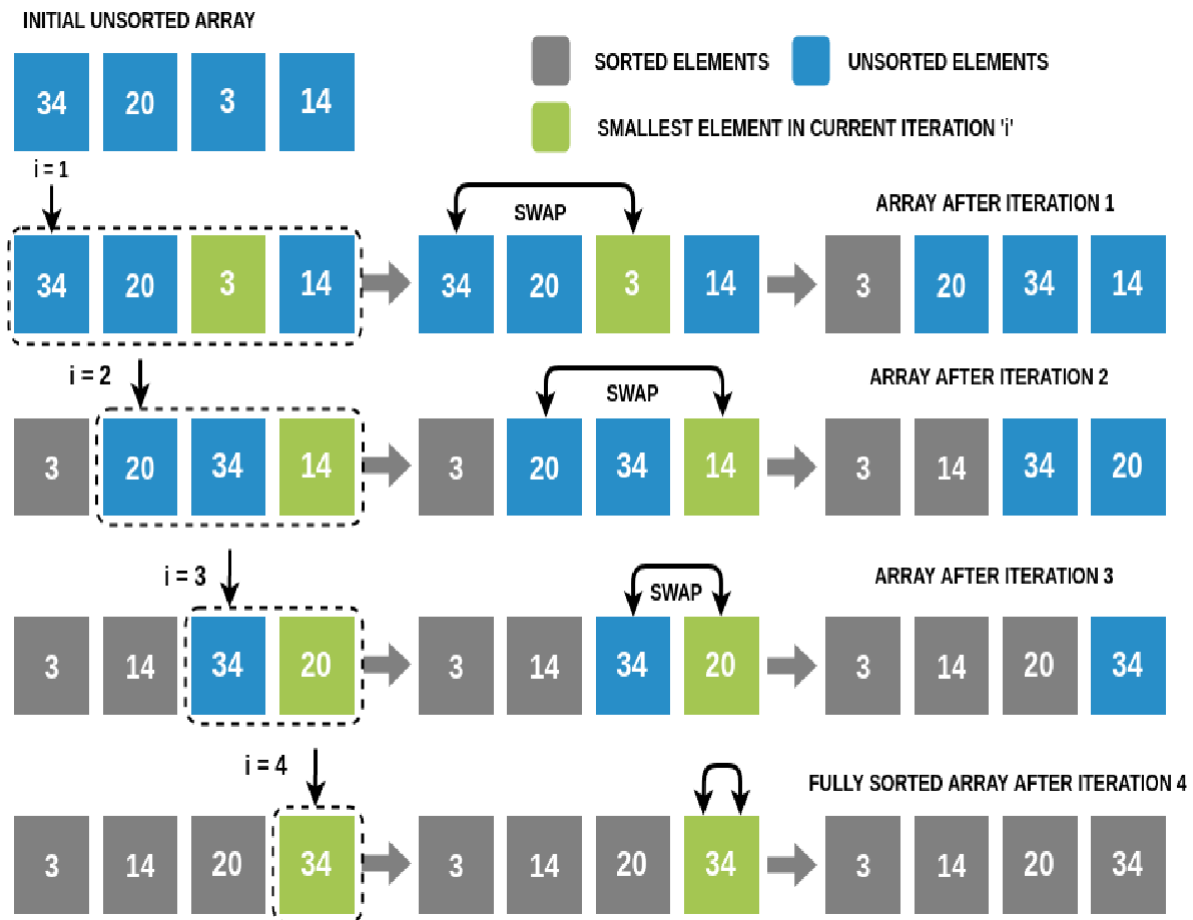 INITIAL UNSORTED ARRAY
SORTED ELEMENTS
UNSORTED ELEMENTS
SMALLEST ELEMENT IN CURRENT ITERATION 'i'
34 20 3 14
i = 1
SWAP
ARRAY AFTER ITERATION 1
34 20 3 14
34 20 3 14
3 20 34 14
i = 2
SWAP
ARRAY AFTER ITERATION 2
3 20 34 14
3 20 34 14
3 14 34 20
i = 3
SWAP
ARRAY AFTER ITERATION 3
3 14 34 20
3 14 34 20
3 14 20 34
i = 4
FULLY SORTED ARRAY AFTER ITERATION 4
3 14 20 34
3 14 20 34
3 14 20 34